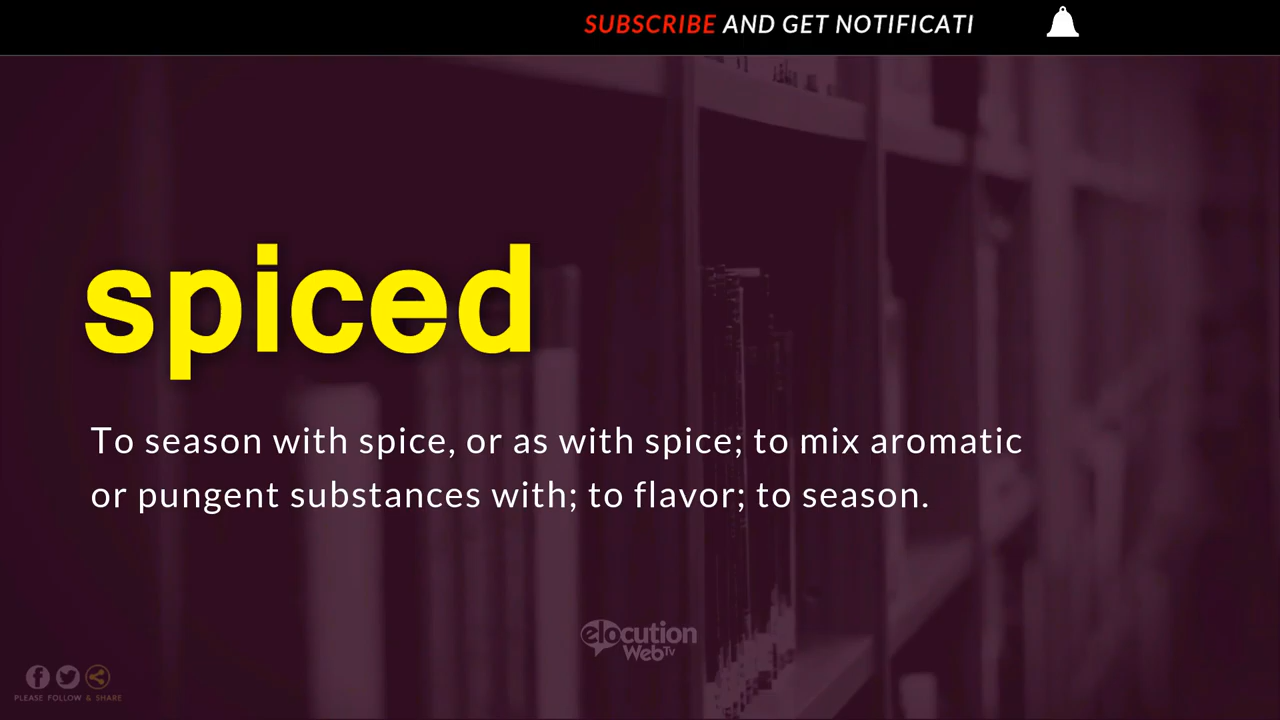 SUBSCRIBE AND GET NOTIFICATI
spiced
To season with spice, or as with spice; to mix aromatic
or pungent substances with; to flavor; to season.
elocution
WebTv
PLEASE FOLLOW & SHARE